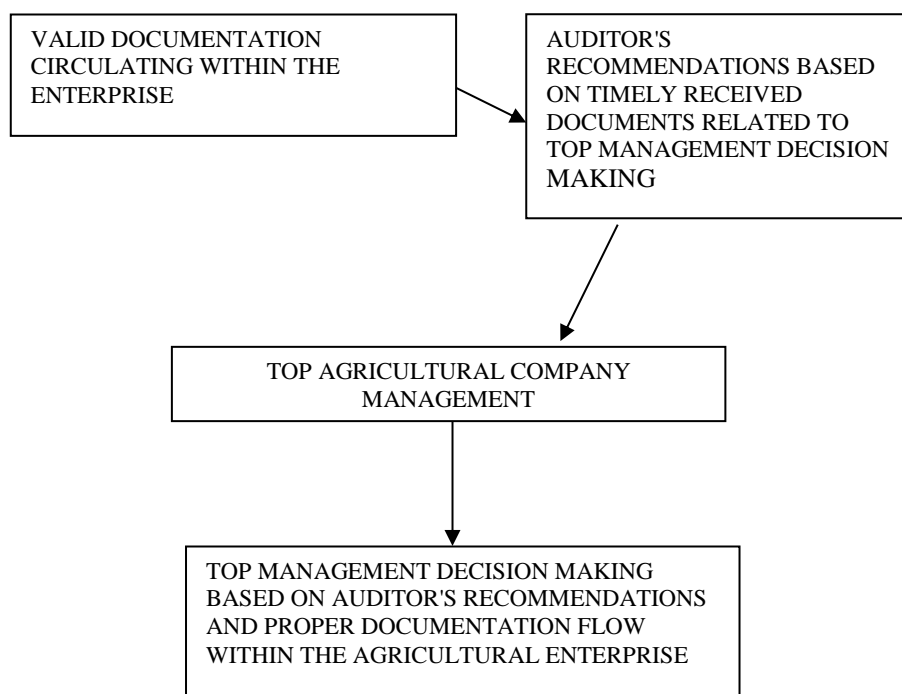 VALID DOCUMENTATION
CIRCULATING WITHIN THE
ENTERPRISE
AUDITOR'S
RECOMMENDATIONS BASED
ON TIMELY RECEIVED
DOCUMENTS RELATED TO
TOP MANAGEMENT DECISION
MAKING
TOP AGRICULTURAL COMPANY
MANAGEMENT
TOP MANAGEMENT DECISION MAKING
BASED ON AUDITOR'S RECOMMENDATIONS
AND PROPER DOCUMENTATION FLOW
WITHIN THE AGRICULTURAL ENTERPRISE